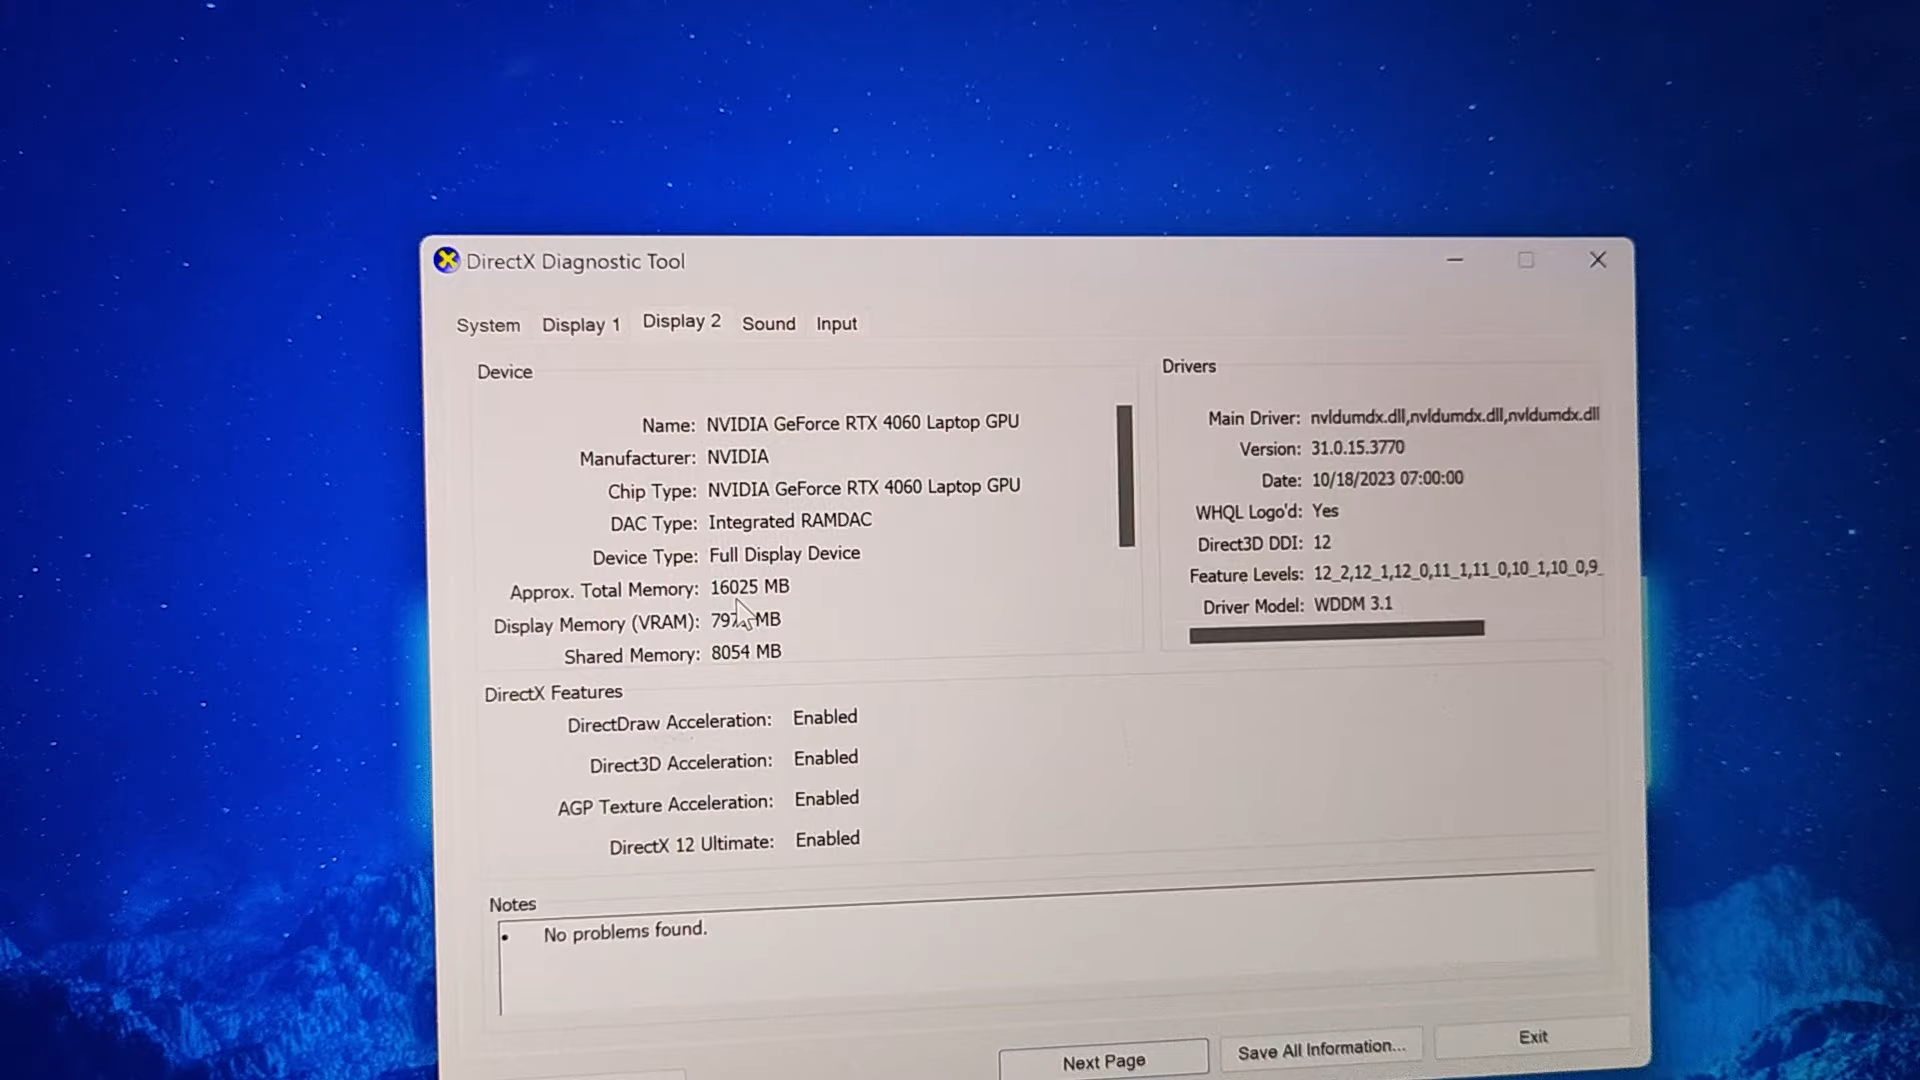 DirectX Diagnostic Tool
System Display 1 Display 2 Sound Input
Device
Name: NVIDIA GeForce RTX 4060 Laptop GPU
Manufacturer: NVIDIA
Chip Type: NVIDIA GeForce RTX 4060 Laptop GPU
DAC Type: Integrated RAMDAC
Device Type: Full Display Device
Approx. Total Memory: 16025 MB
Display Memory (VRAM): MB
Shared Memory: 8054 MB
Drivers
Main Driver: nvldumdx.dll,nvldumdx.dll,nvldumdx.dll
Version: 31.0.15.3770
Date: 10/18/2023 07:00:00
WHQL Logo'd: Yes
Direct3D DDI: 12
Feature Levels: 12_2,12_1,12_0,11_1,11_0,10_1,10_0,9_
Driver Model: WDDM 3.1
DirectX Features
DirectDraw Acceleration: Enabled
Direct3D Acceleration: Enabled
AGP Texture Acceleration: Enabled
DirectX 12 Ultimate: Enabled
Notes
• No problems found.
Next Page Save All Information... Exit